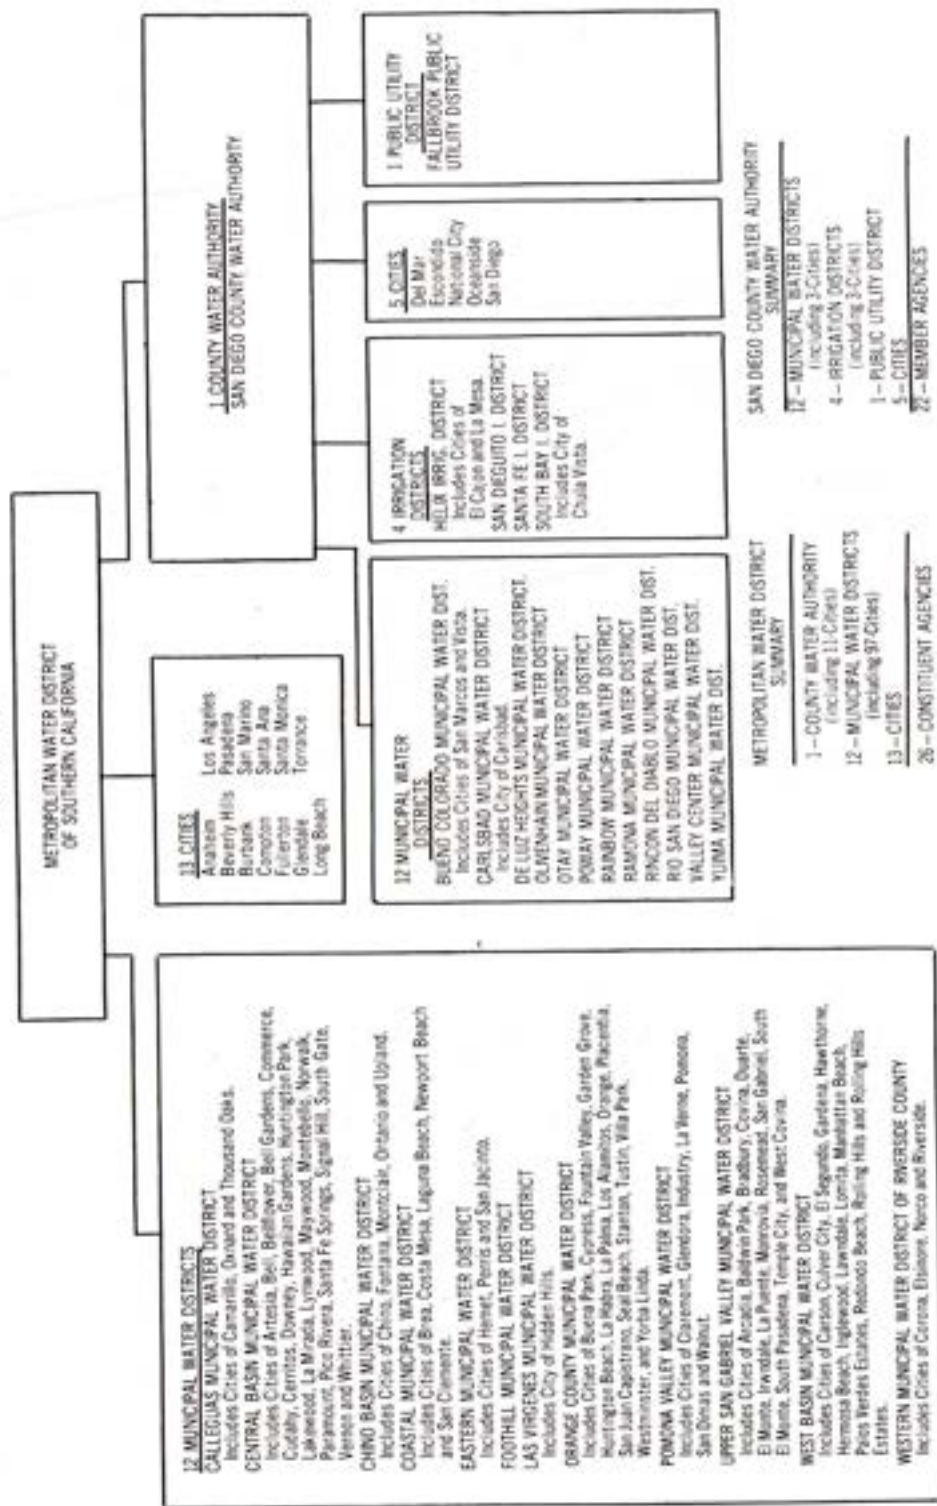 METROPOLITAN WATER DISTRICT
OF SOUTHERN CALIFORNIA
12 MUNICIPAL WATER DISTRICTS
CALLEGUAS MUNICIPAL WATER DISTRICT
Includes Cities of Camarillo, Oxnard and Thousand Oaks.
CENTRAL BASIN MUNICIPAL WATER DISTRICT
Includes Cities of Artesia, Bell, Bellflower, Bell Gardens, Commerce,
Cudahy, Cerritos, Downey, Hawaiian Gardens, Huntington Park,
Lakewood, La Mirada, Lynwood, Maywood, Montebello, Norwalk,
Paramount, Pico Rivera, Santa Fe Springs, Signal Hill, South Gate,
Vernon and Whittier.
CHINO BASIN MUNICIPAL WATER DISTRICT
Includes Cities of Chino, Fontana, Montclair, Ontario and Upland.
COASTAL MUNICIPAL WATER DISTRICT
Includes Cities of Brea, Costa Mesa, Laguna Beach, Newport Beach
and San Clemente.
EASTERN MUNICIPAL WATER DISTRICT
Includes Cities of Hemet, Perris and San Jacinto.
FOOTHILL MUNICIPAL WATER DISTRICT
LAS VIRGENES MUNICIPAL WATER DISTRICT
Includes City of Hidden Hills.
ORANGE COUNTY MUNICIPAL WATER DISTRICT
Includes Cities of Buena Park, Cypress, Fountain Valley, Garden Grove,
Huntington Beach, La Habra, La Palma, Los Alamitos, Orange, Placentia,
San Juan Capistrano, Seal Beach, Stanton, Tustin, Villa Park,
Westminster, and Yorba Linda.
POMONA VALLEY MUNICIPAL WATER DISTRICT
Includes Cities of Claremont, Glendora, Industry, La Verne, Pomona,
San Dimas and Walnut.
UPPER SAN GABRIEL VALLEY MUNICIPAL WATER DISTRICT
Includes Cities of Arcadia, Baldwin Park, Bradbury, Covina, Duarte,
El Monte, Irwindale, La Puente, Monrovia, Rosemead, San Gabriel, South
El Monte, South Pasadena, Temple City, and West Covina.
WEST BASIN MUNICIPAL WATER DISTRICT
Includes Cities of Carson, Culver City, El Segundo, Gardena, Hawthorne,
Hermosa Beach, Inglewood, Lawndale, Lomita, Manhattan Beach,
Palos Verdes Estates, Redondo Beach, Rolling Hills and Rolling Hills
Estates.
WESTERN MUNICIPAL WATER DISTRICT OF RIVERSIDE COUNTY
Includes Cities of Corona, Elsinore, Norco and Riverside.
13 CITIES
Anaheim Los Angeles
Beverly Hills Pasadena
Burbank San Marino
Compton Santa Ana
Fullerton Santa Monica
Glendale Torrance
Long Beach
1 COUNTY WATER AUTHORITY
SAN DIEGO COUNTY WATER AUTHORITY
12 MUNICIPAL WATER
DISTRICTS
BUENO COLORADO MUNICIPAL WATER DIST.
Includes Cities of San Marcos and Vista.
CARLSBAD MUNICIPAL WATER DISTRICT
Includes City of Carlsbad.
DE LUZ HEIGHTS MUNICIPAL WATER DISTRICT.
OLIVENHAIN MUNICIPAL WATER DISTRICT
OTAY MUNICIPAL WATER DISTRICT
POWAY MUNICIPAL WATER DISTRICT
RAINBOW MUNICIPAL WATER DISTRICT
RAMONA MUNICIPAL WATER DISTRICT
RINCON DEL DIABLO MUNICIPAL WATER DIST.
RIO SAN DIEGO MUNICIPAL WATER DIST.
VALLEY CENTER MUNICIPAL WATER DIST.
YUIMA MUNICIPAL WATER DIST.
4 IRRIGATION
DISTRICTS
HELIX IRRIG. DISTRICT
Includes Cities of
El Cajon and La Mesa.
SAN DIEGUITO I. DISTRICT
SANTA FE I. DISTRICT
SOUTH BAY I. DISTRICT
Includes City of
Chula Vista.
5 CITIES
Del Mar
Escondido
National City
Oceanside
San Diego
1 PUBLIC UTILITY
DISTRICT
FALLBROOK PUBLIC
UTILITY DISTRICT
METROPOLITAN WATER DISTRICT
SUMMARY
1 – COUNTY WATER AUTHORITY
(including 11-Cities)
12 – MUNICIPAL WATER DISTRICTS
(including 97-Cities)
13 – CITIES
26 – CONSTITUENT AGENCIES
SAN DIEGO COUNTY WATER AUTHORITY
SUMMARY
12 – MUNICIPAL WATER DISTRICTS
(including 3-Cities)
4 – IRRIGATION DISTRICTS
(including 3-Cities)
1 – PUBLIC UTILITY DISTRICT
5 – CITIES
22 – MEMBER AGENCIES